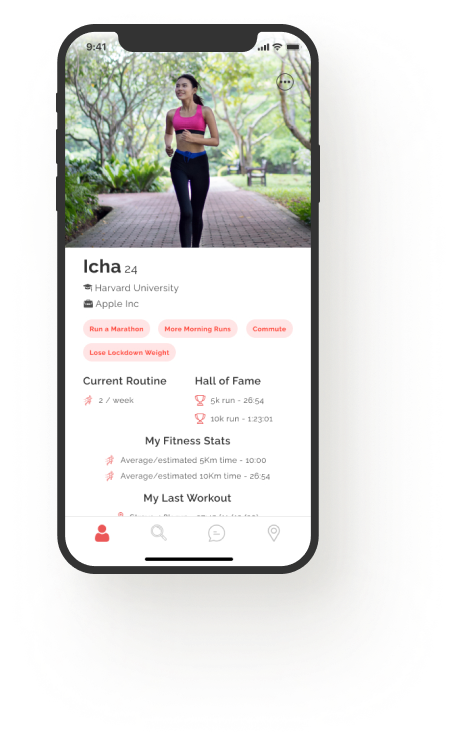 9:41
Icha 24
Harvard University
Apple Inc
Run a Marathon More Morning Runs Commute
Lose Lockdown Weight
Current Routine Hall of Fame
2 / week 5k run - 26:54
10k run - 1:23:01
My Fitness Stats
Average/estimated 5Km time - 10:00
Average/estimated 10Km time - 26:54
My Last Workout